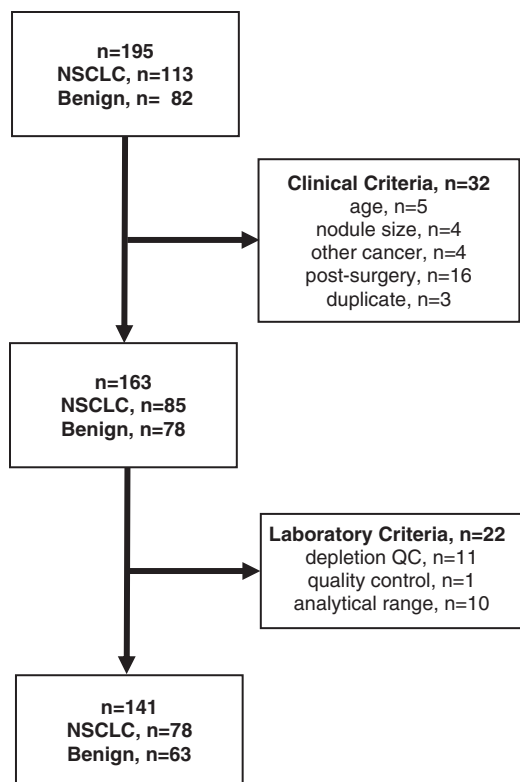 n=195
NSCLC, n=113
Benign, n= 82
Clinical Criteria, n=32
age, n=5
nodule size, n=4
other cancer, n=4
post-surgery, n=16
duplicate, n=3
n=163
NSCLC, n=85
Benign, n=78
Laboratory Criteria, n=22
depletion QC, n=11
quality control, n=1
analytical range, n=10
n=141
NSCLC, n=78
Benign, n=63